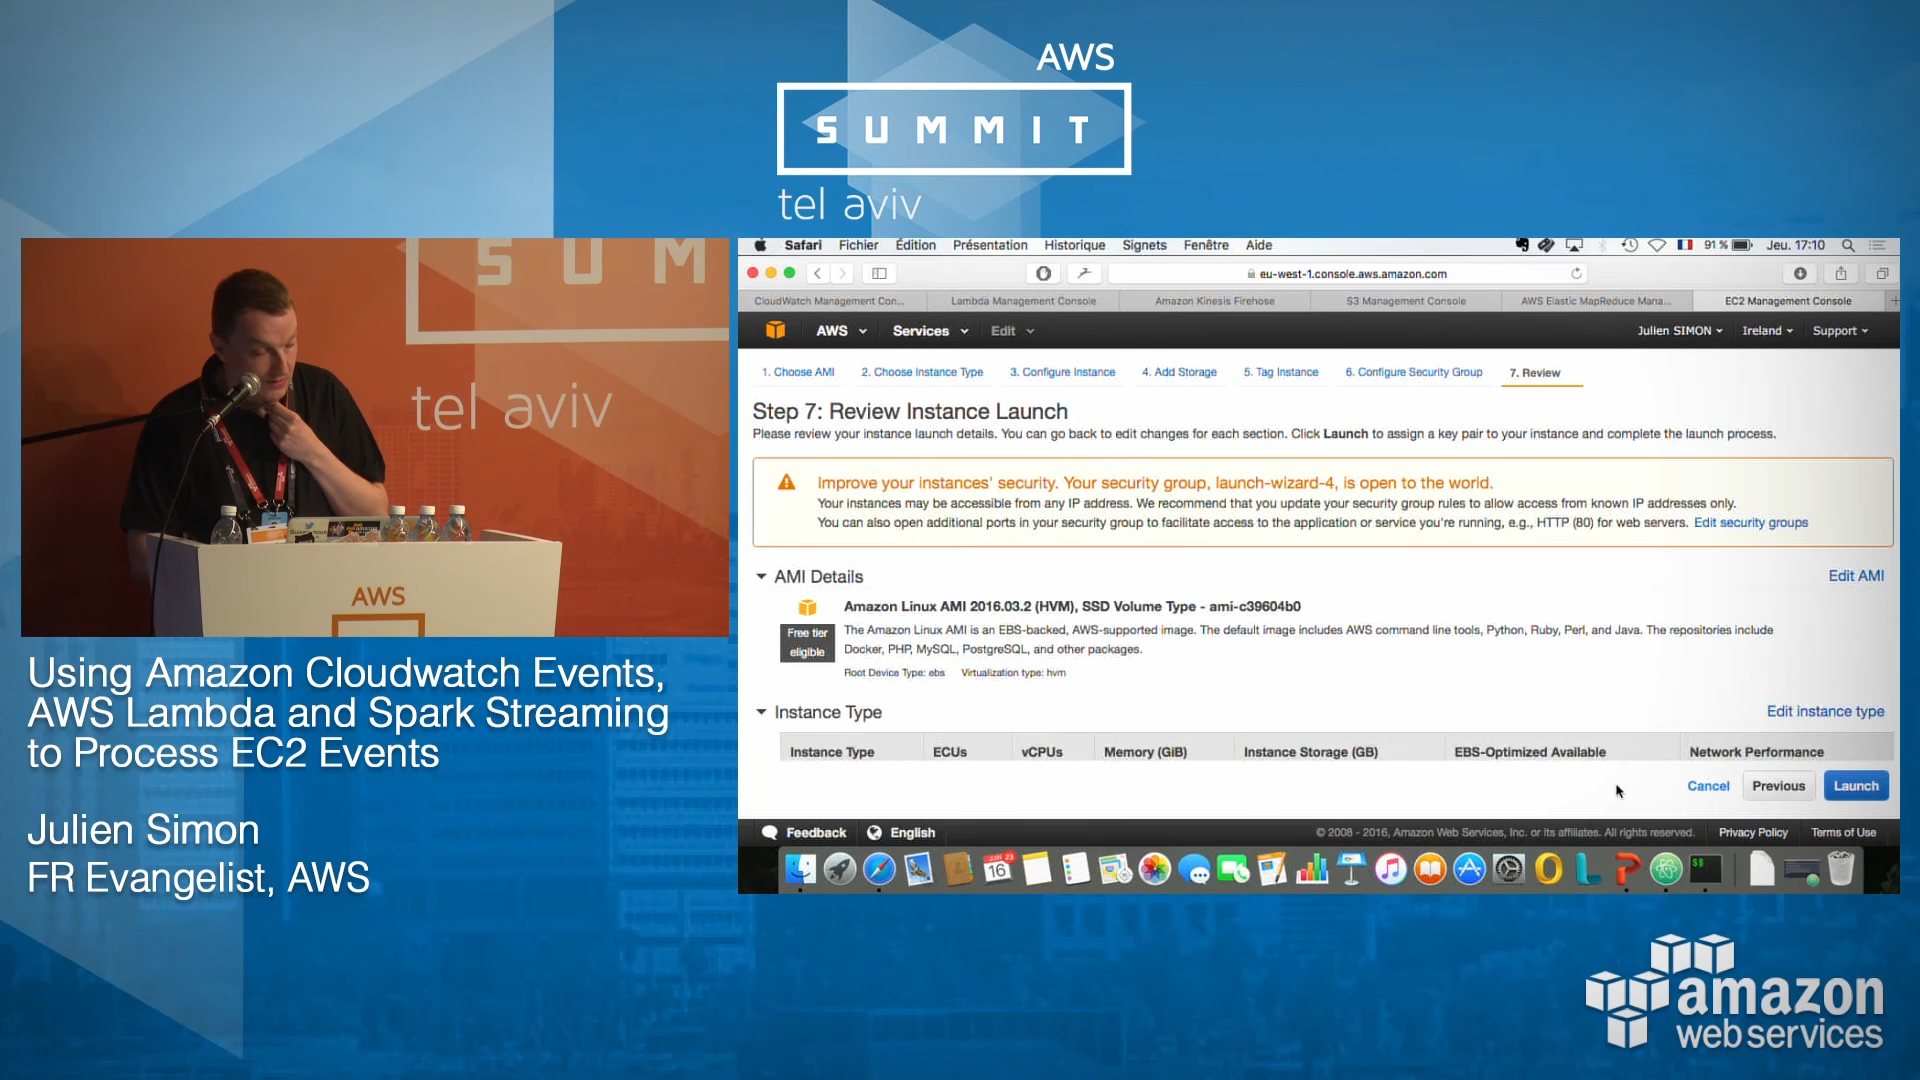 AWS
SUMMIT
tel aviv
SUM
tel aviv
AWS
Using Amazon Cloudwatch Events,
AWS Lambda and Spark Streaming
to Process EC2 Events
Julien Simon
FR Evangelist, AWS
Safari Fichier Édition Présentation Historique Signets Fenêtre Aide 91 % Jeu. 17:10
eu-west-1.console.aws.amazon.com
CloudWatch Management Con... Lambda Management Console Amazon Kinesis Firehose S3 Management Console AWS Elastic MapReduce Mana... EC2 Management Console
AWS Services Edit Julien SIMON Ireland Support
1. Choose AMI 2. Choose Instance Type 3. Configure Instance 4. Add Storage 5. Tag Instance 6. Configure Security Group 7. Review
Step 7: Review Instance Launch
Please review your instance launch details. You can go back to edit changes for each section. Click Launch to assign a key pair to your instance and complete the launch process.
Improve your instances' security. Your security group, launch-wizard-4, is open to the world.
Your instances may be accessible from any IP address. We recommend that you update your security group rules to allow access from known IP addresses only.
You can also open additional ports in your security group to facilitate access to the application or service you're running, e.g., HTTP (80) for web servers. Edit security groups
AMI Details Edit AMI
Amazon Linux AMI 2016.03.2 (HVM), SSD Volume Type - ami-c39604b0
Free tier eligible
The Amazon Linux AMI is an EBS-backed, AWS-supported image. The default image includes AWS command line tools, Python, Ruby, Perl, and Java. The repositories include
Docker, PHP, MySQL, PostgreSQL, and other packages.
Root Device Type: ebs Virtualization type: hvm
Instance Type Edit instance type
Instance Type ECUs vCPUs Memory (GiB) Instance Storage (GB) EBS-Optimized Available Network Performance
Cancel Previous Launch
Feedback English © 2008 - 2016, Amazon Web Services, Inc. or its affiliates. All rights reserved. Privacy Policy Terms of Use
16
amazon
web services